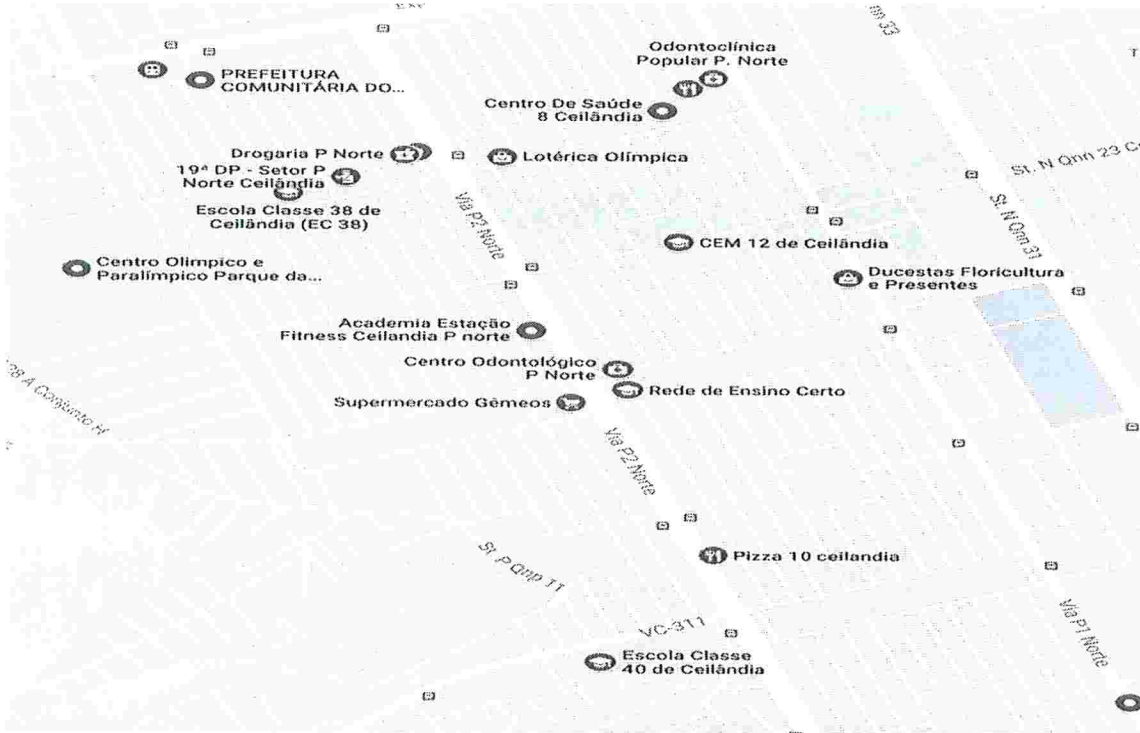 nn 33
Odontoclínica
Popular P. Norte
PREFEITURA
COMUNITÁRIA DO...
Centro De Saúde
8 Ceilândia
Drogaria P Norte
Lotérica Olímpica
St. N Qnn 23
19ª DP - Setor P
Norte Ceilândia
Escola Classe 38 de
Ceilândia (EC 38)
Via P2 Norte
St. N Qnn 31
CEM 12 de Ceilândia
Centro Olímpico e
Paralímpico Parque da...
Ducestas Floricultura
e Presentes
Academia Estação
Fitness Ceilandia P norte
Centro Odontológico
P Norte
Rede de Ensino Certo
28 A Conjunto H
Supermercado Gêmeos
Via P2 Norte
Pizza 10 ceilandia
St. P Qnp 11
VC-311
Via P1 Norte
Escola Classe
40 de Ceilândia